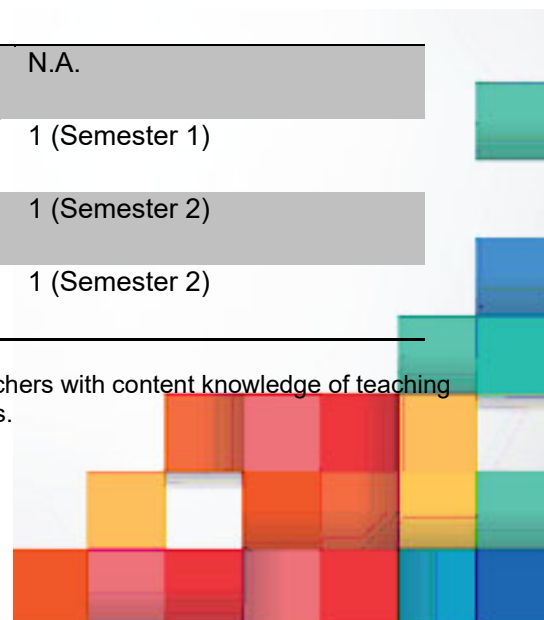 N.A.
1 (Semester 1)
1 (Semester 2)
1 (Semester 2)
chers with content knowledge of teaching
s.